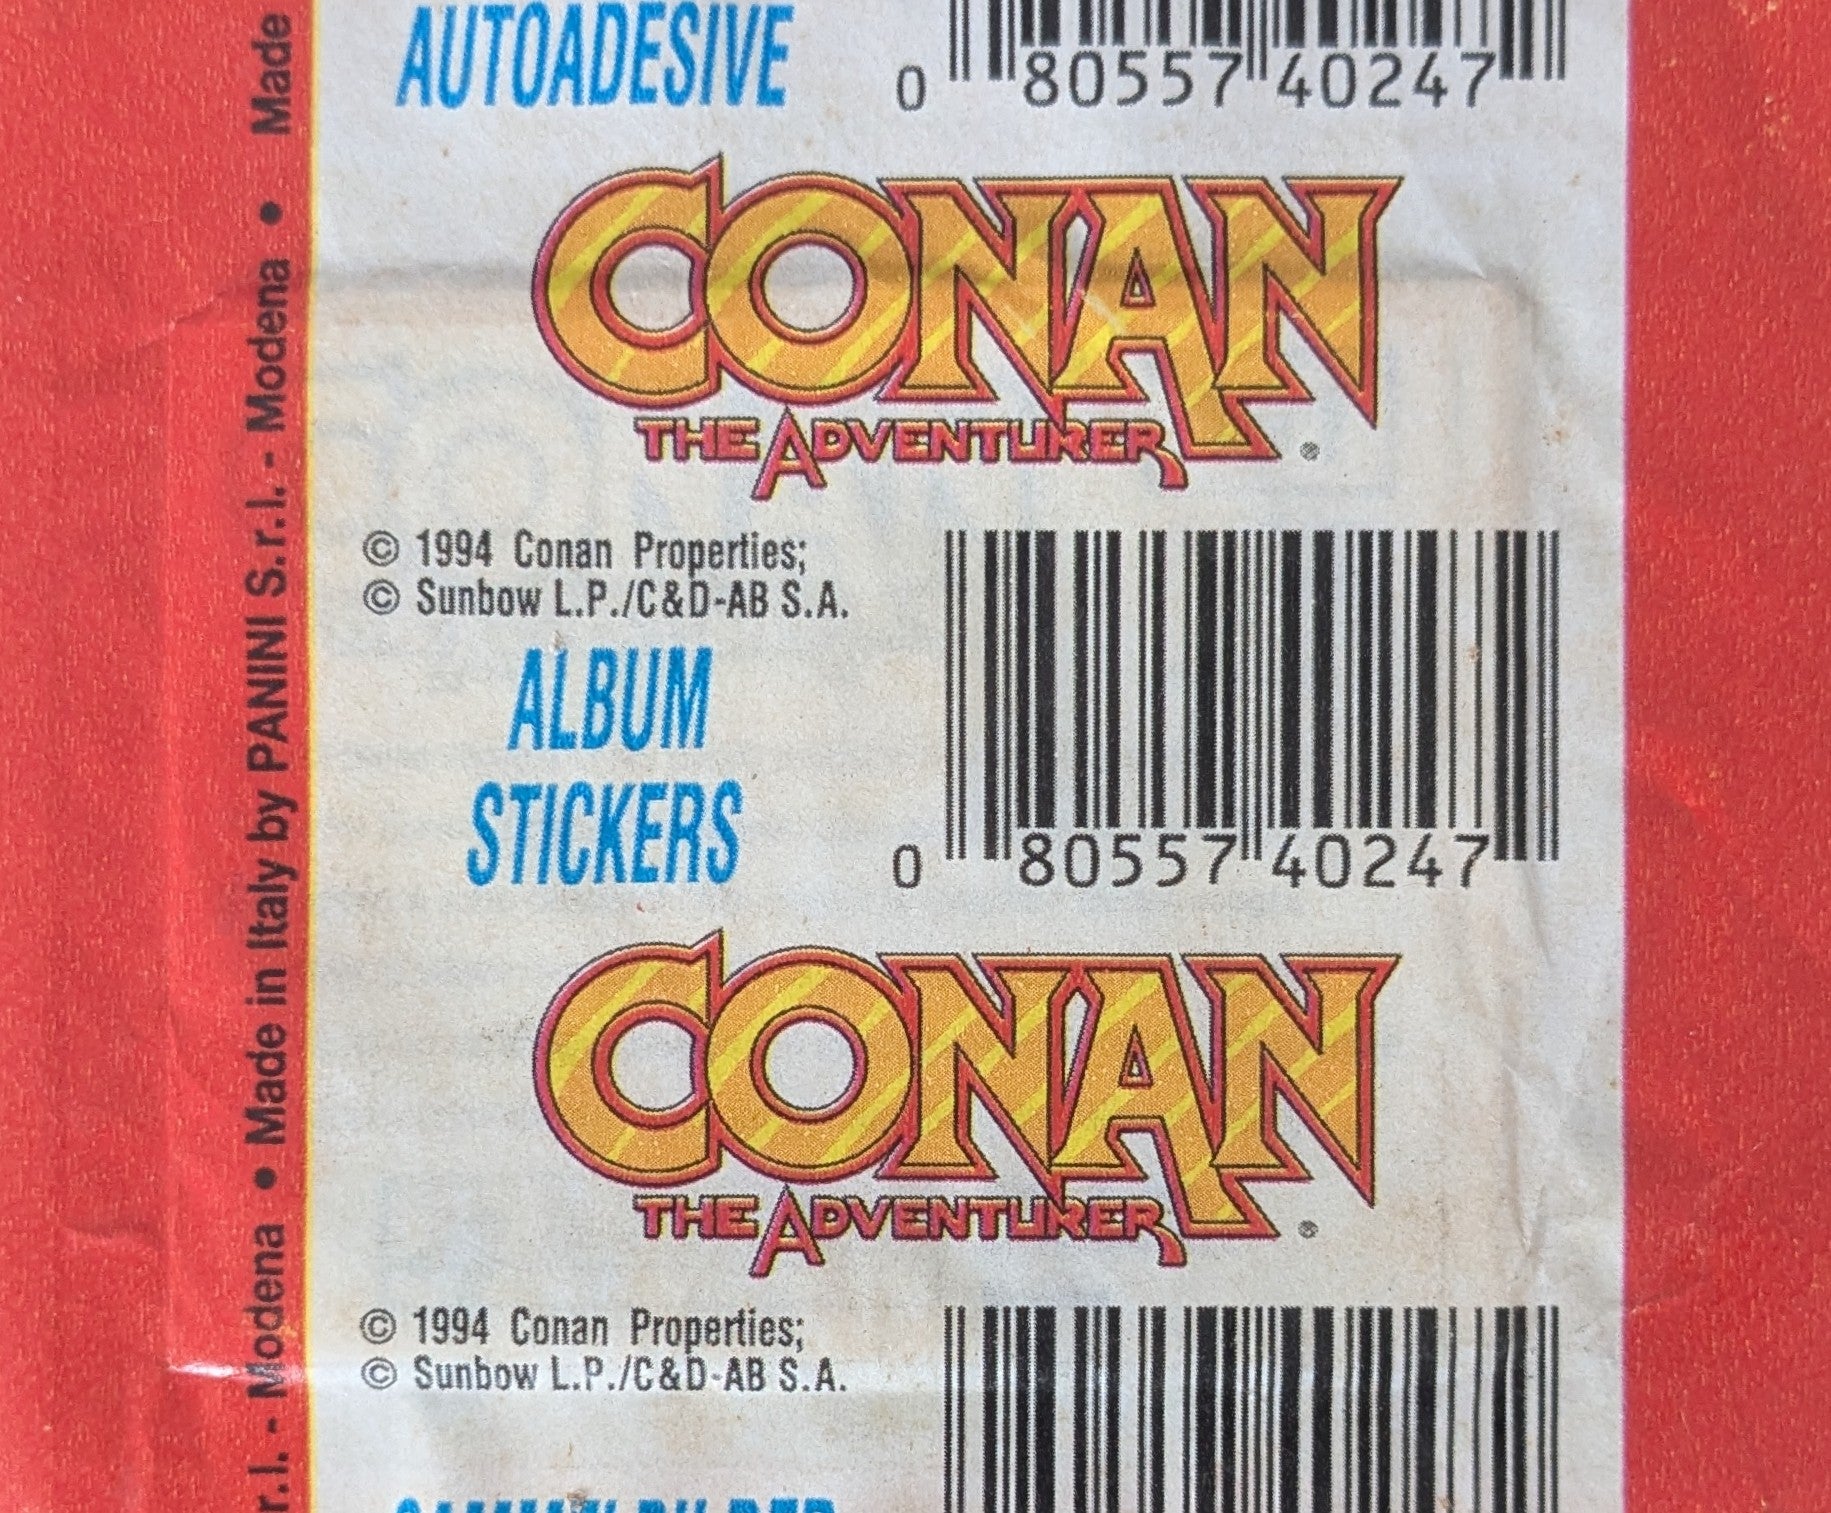 AUTOADESIVE
0 80557 40247
CONAN
THE ADVENTURER
®
© 1994 Conan Properties;
© Sunbow L.P./C&D-AB S.A.
ALBUM
STICKERS
0 80557 40247
CONAN
THE ADVENTURER
®
© 1994 Conan Properties;
© Sunbow L.P./C&D-AB S.A.
r.l. - Modena • Made in Italy by PANINI S.r.l. - Modena • Made